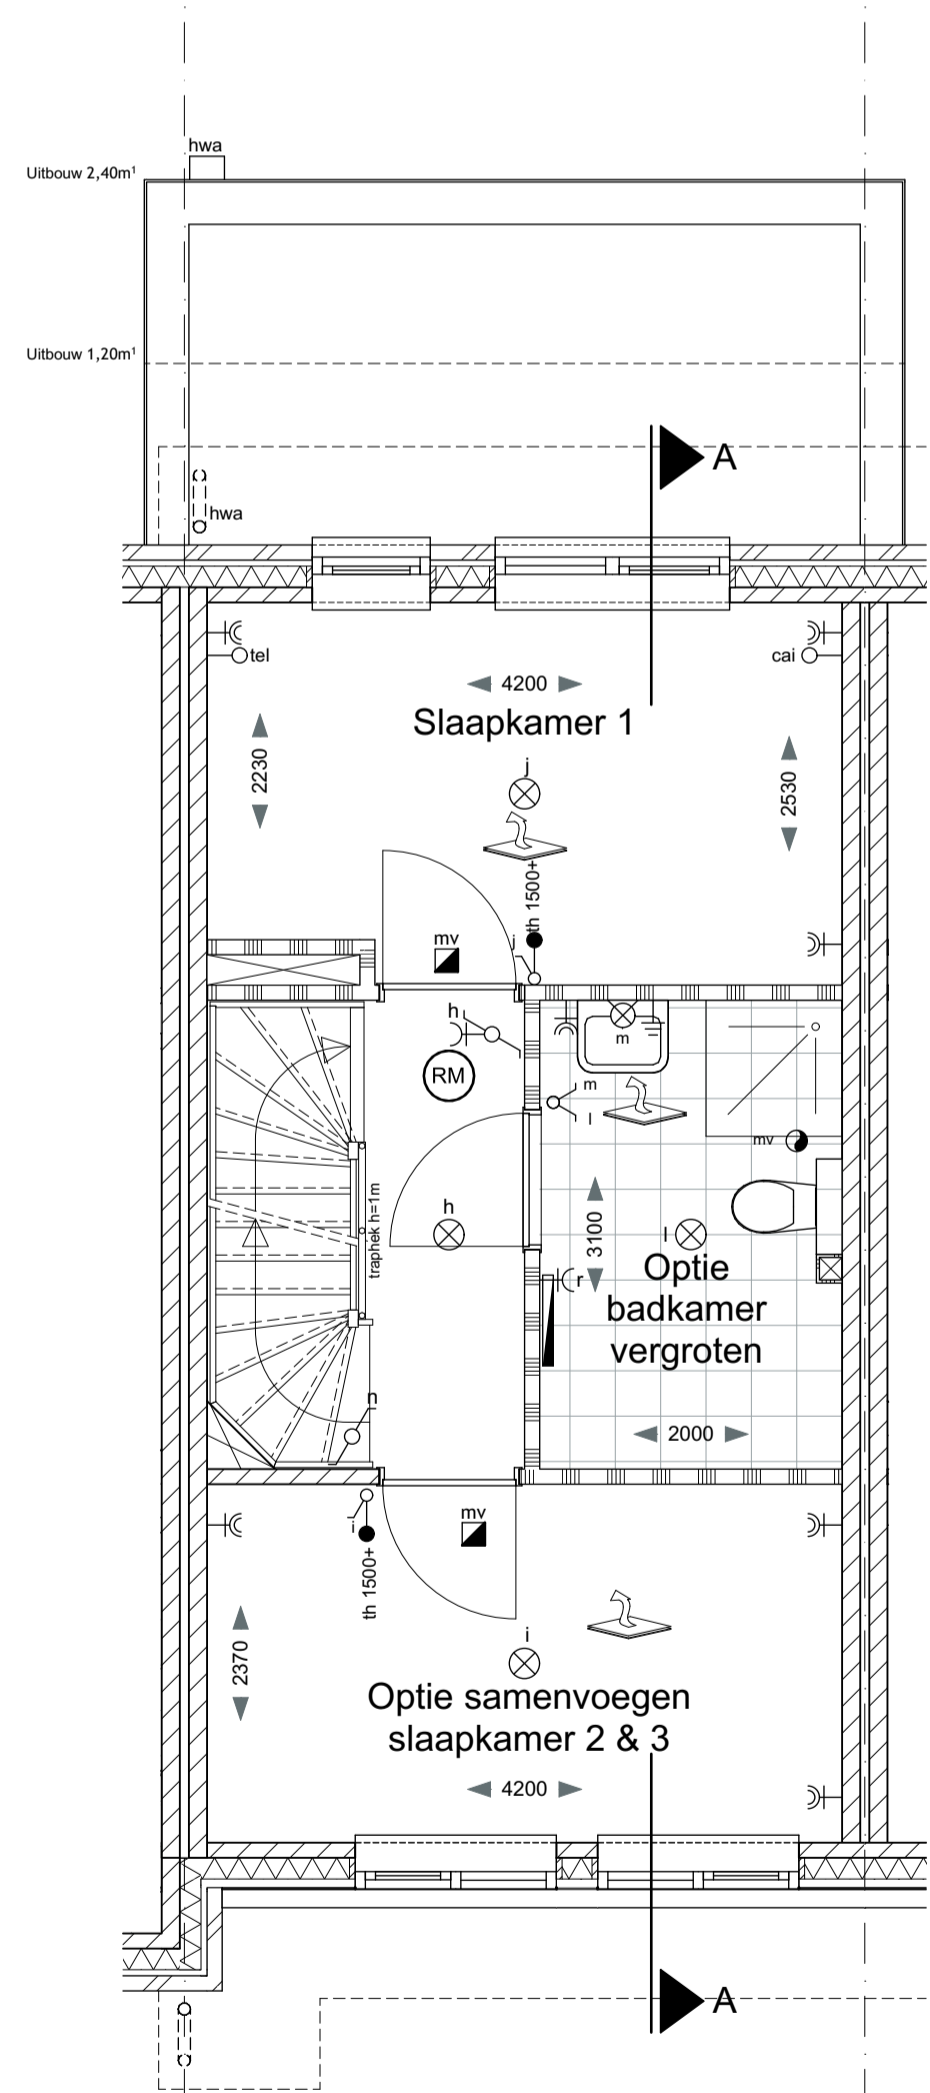 hwa
Uitbouw 2,40m¹
Uitbouw 1,20m¹
A
hwa
tel
cai
4200
Slaapkamer 1
2230
2530
j
th 1500+
mv
j
h
m
RM
m
l
mv
h
traphek h=1m
3100
l
r
Optie
badkamer
vergroten
h
2000
mv
i
th 1500+
i
2370
Optie samenvoegen
slaapkamer 2 & 3
4200
A